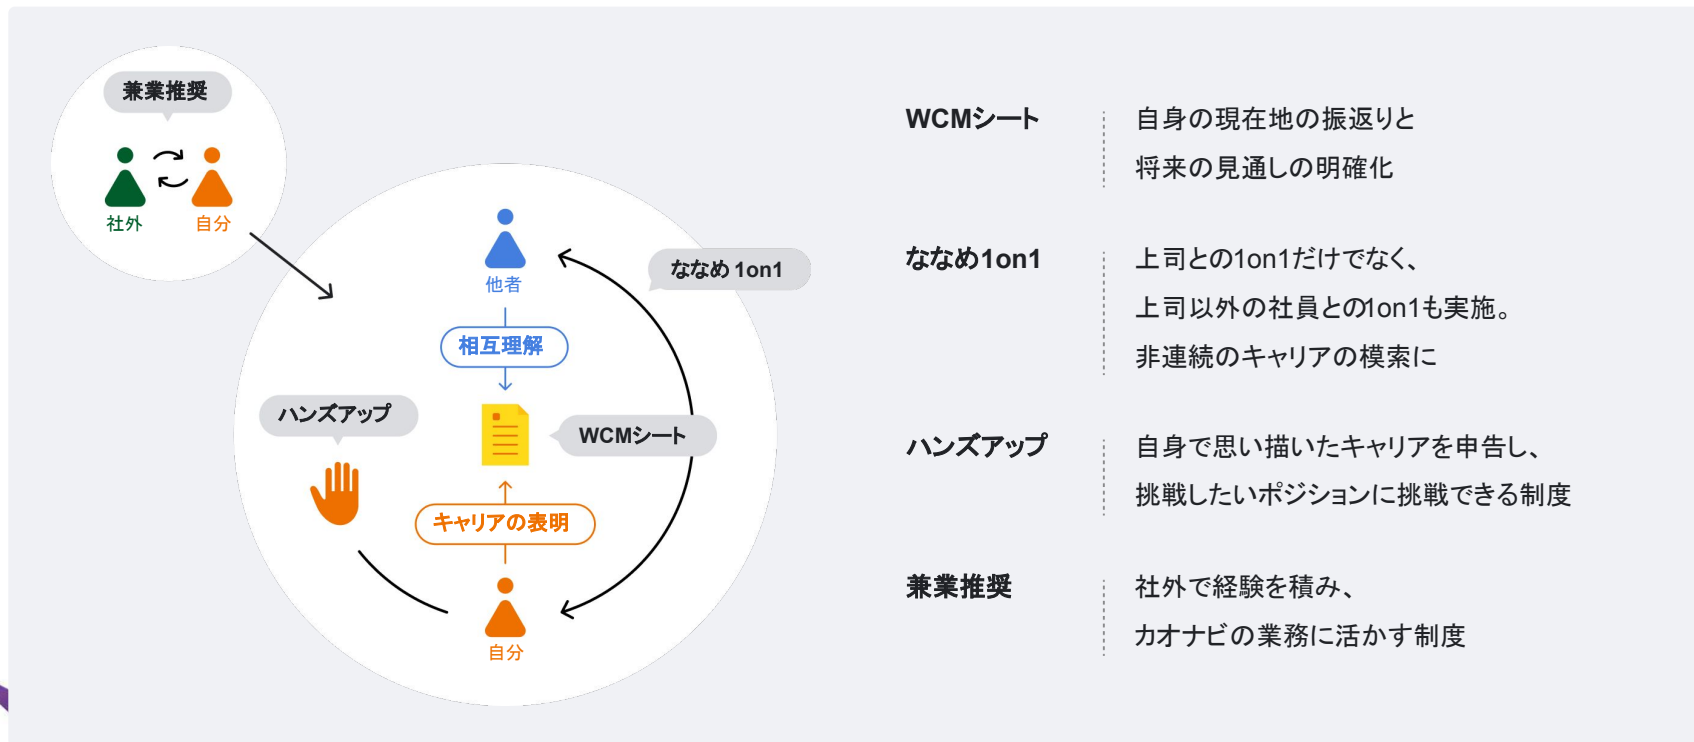 兼業推奨
社外
自分
他者
ななめ1on1
相互理解
ハンズアップ
WCMシート
キャリアの表明
自分
WCMシート
自身の現在地の振返りと
将来の見通しの明確化
ななめ1on1
上司との1on1だけでなく、
上司以外の社員との1on1も実施。
非連続のキャリアの模索に
ハンズアップ
自身で思い描いたキャリアを申告し、
挑戦したいポジションに挑戦できる制度
兼業推奨
社外で経験を積み、
カオナビの業務に活かす制度